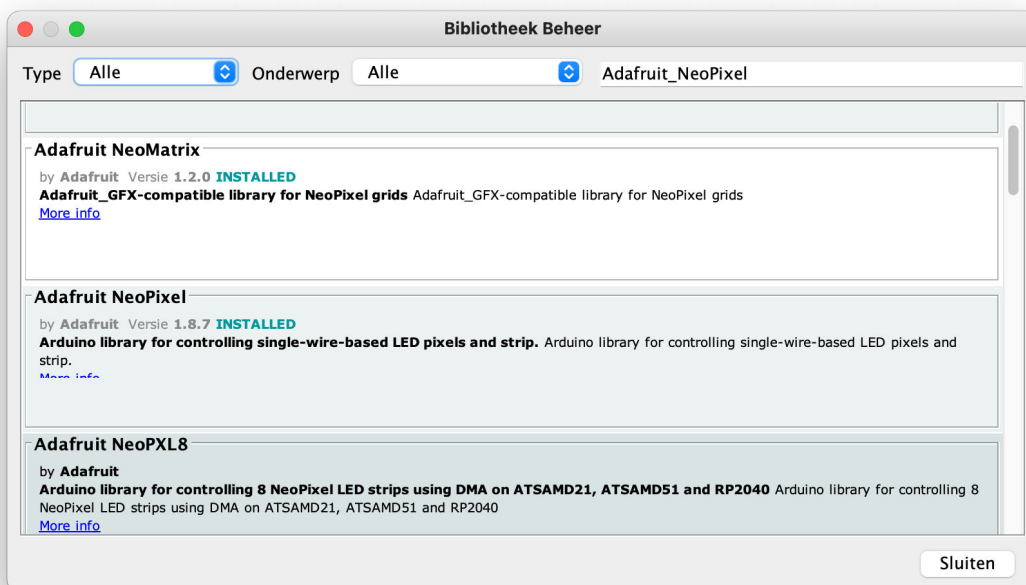 Bibliotheek Beheer
Type Alle Onderwerp Alle Adafruit_NeoPixel
Adafruit NeoMatrix
by Adafruit Versie 1.2.0 INSTALLED
Adafruit_GFX-compatible library for NeoPixel grids Adafruit_GFX-compatible library for NeoPixel grids
More info
Adafruit NeoPixel
by Adafruit Versie 1.8.7 INSTALLED
Arduino library for controlling single-wire-based LED pixels and strip. Arduino library for controlling single-wire-based LED pixels and
strip.
More info
Adafruit NeoPXL8
by Adafruit
Arduino library for controlling 8 NeoPixel LED strips using DMA on ATSAMD21, ATSAMD51 and RP2040 Arduino library for controlling 8
NeoPixel LED strips using DMA on ATSAMD21, ATSAMD51 and RP2040
More info
Sluiten